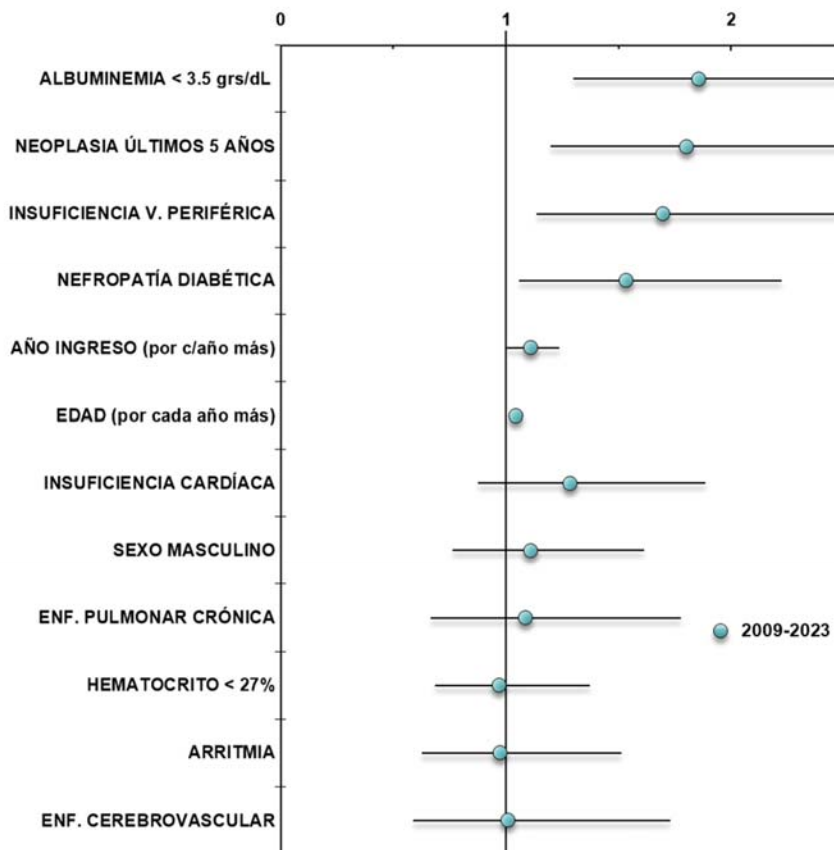 0 1 2
ALBUMINEMIA < 3.5 grs/dL
NEOPLASIA ÚLTIMOS 5 AÑOS
INSUFICIENCIA V. PERIFÉRICA
NEFROPATÍA DIABÉTICA
AÑO INGRESO (por c/año más)
EDAD (por cada año más)
INSUFICIENCIA CARDÍACA
SEXO MASCULINO
ENF. PULMONAR CRÓNICA
2009-2023
HEMATOCRITO < 27%
ARRITMIA
ENF. CEREBROVASCULAR